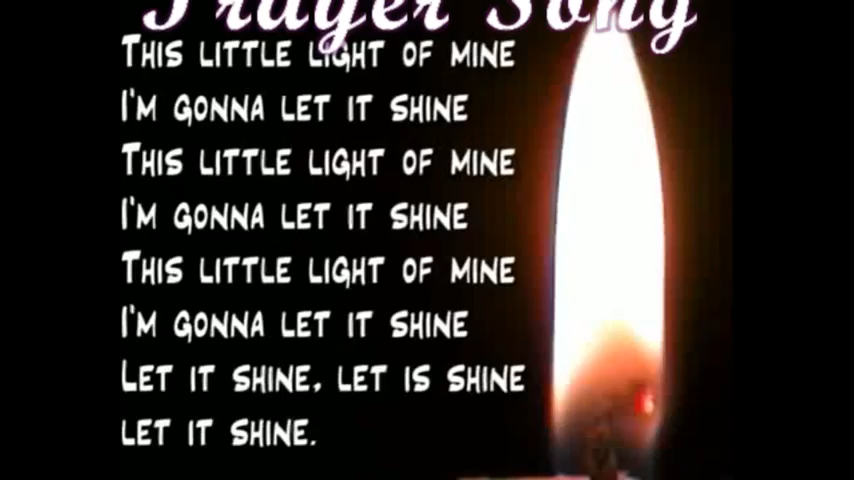 Prayer Song
This little light of mine
I'm gonna let it shine
This little light of mine
I'm gonna let it shine
This little light of mine
I'm gonna let it shine
Let it shine, let is shine
let it shine.